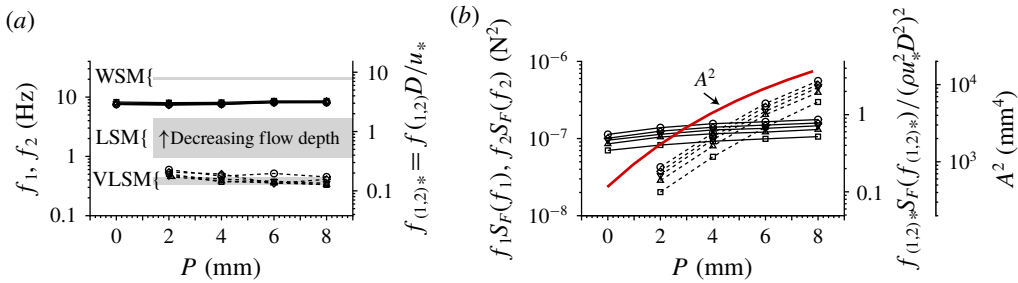 (a)
f₁, f₂ (Hz)
10
1
0.1
WSM{
LSM{
↑Decreasing flow depth
VLSM{
10
1
0.1
f₍₁,₂₎* = f₍₁,₂₎D/u*
0 2 4 6 8
P (mm)
(b)
f₁S_F(f₁), f₂S_F(f₂) (N²)
10⁻⁶
10⁻⁷
10⁻⁸
A²
1
0.1
f₍₁,₂₎*S_F(f₍₁,₂₎*)/(ρu*²D²)²
10⁴
10³
A² (mm⁴)
0 2 4 6 8
P (mm)